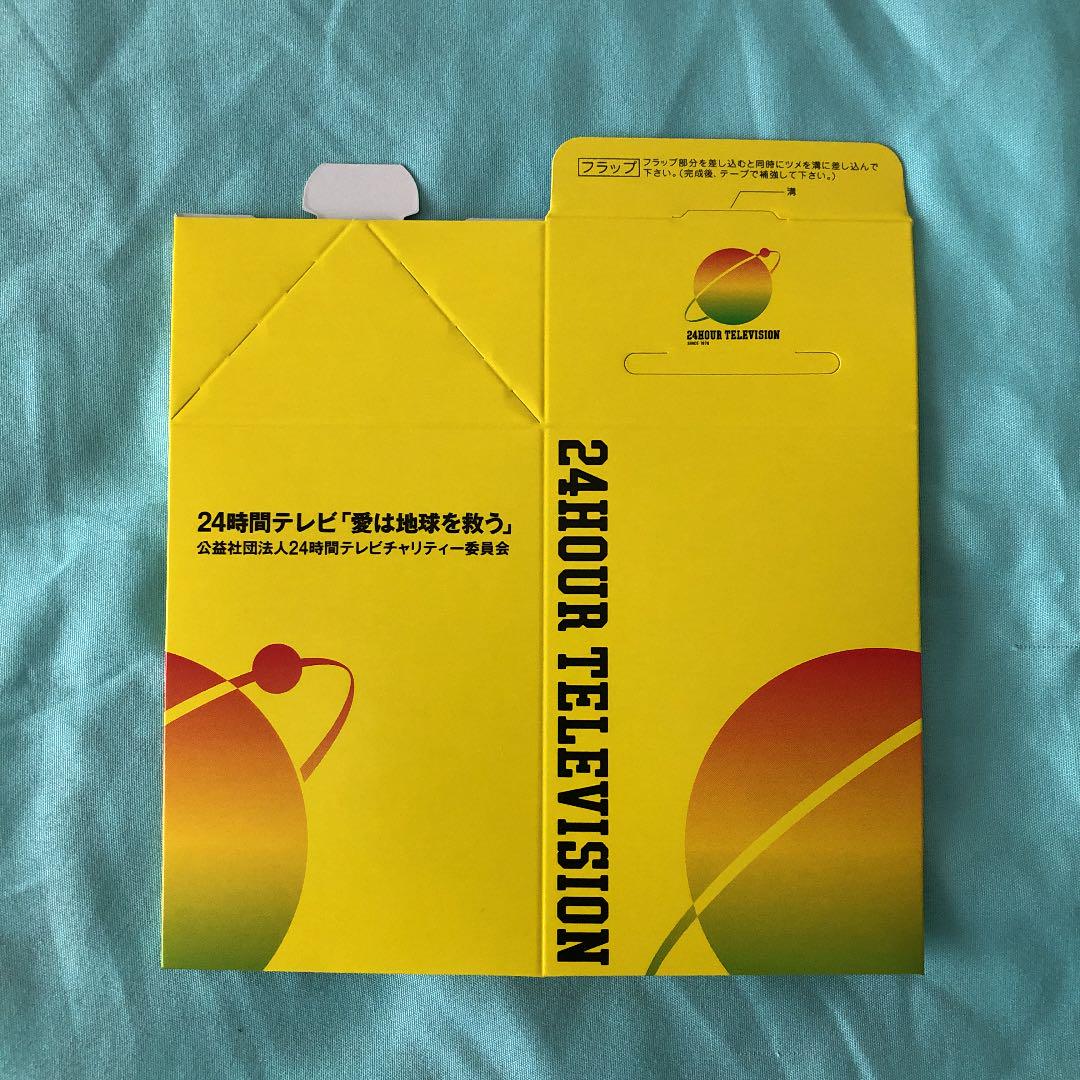 フラップ
フラップ部分を差し込むと同時にツメを溝に差し込んで
下さい。(完成後、テープで補強して下さい。)
溝
24HOUR TELEVISION
SINCE 1978
24時間テレビ「愛は地球を救う」
公益社団法人24時間テレビチャリティー委員会
24HOUR TELEVISION